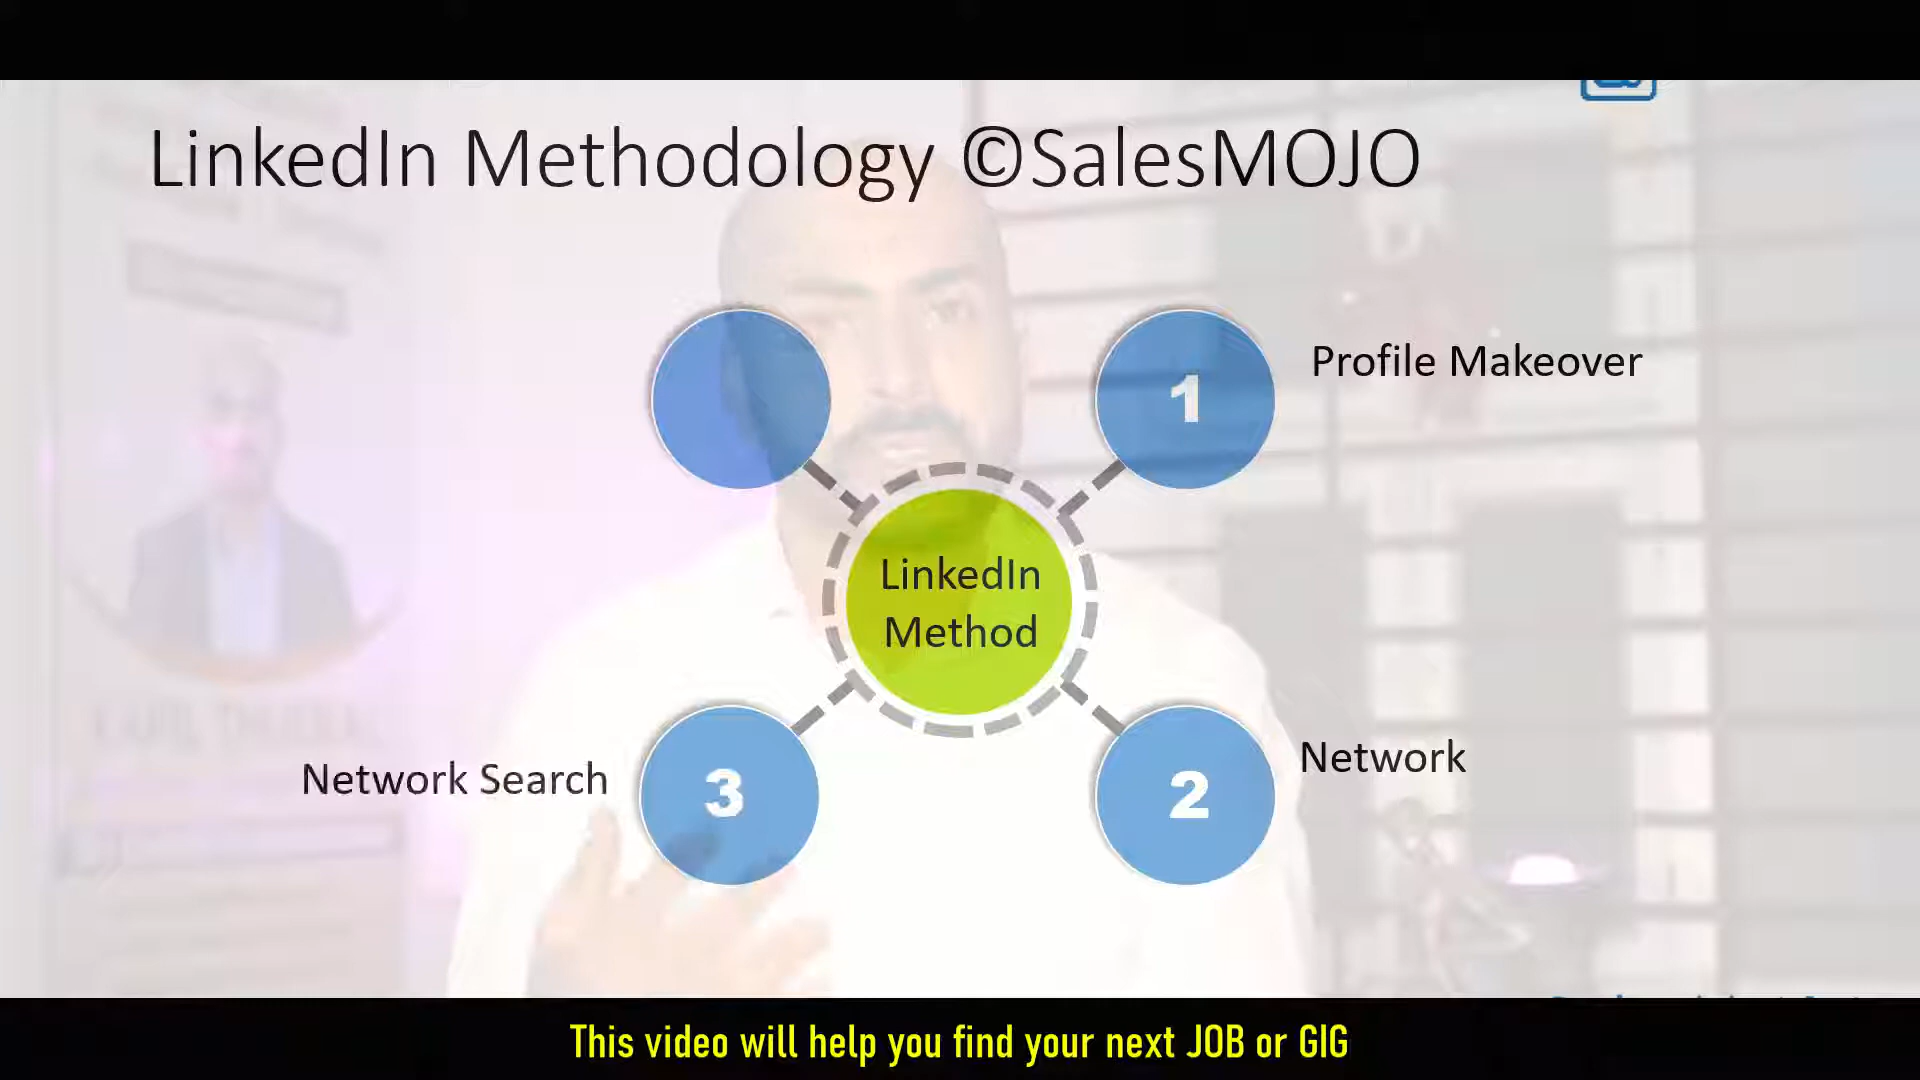 LinkedIn Methodology ©SalesMOJO
1
Profile Makeover
LinkedIn
Method
Network Search
3
2
Network
This video will help you find your next JOB or GIG